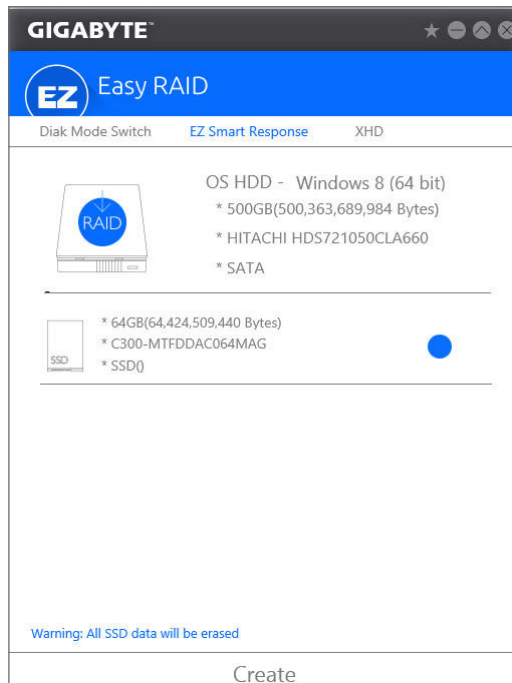 GIGABYTE™
EZ Easy RAID
Diak Mode Switch EZ Smart Response XHD
OS HDD - Windows 8 (64 bit)
* 500GB(500,363,689,984 Bytes)
RAID
* HITACHI HDS721050CLA660
* SATA
* 64GB(64,424,509,440 Bytes)
* C300-MTFDDAC064MAG
SSD
* SSD()
Warning: All SSD data will be erased
Create